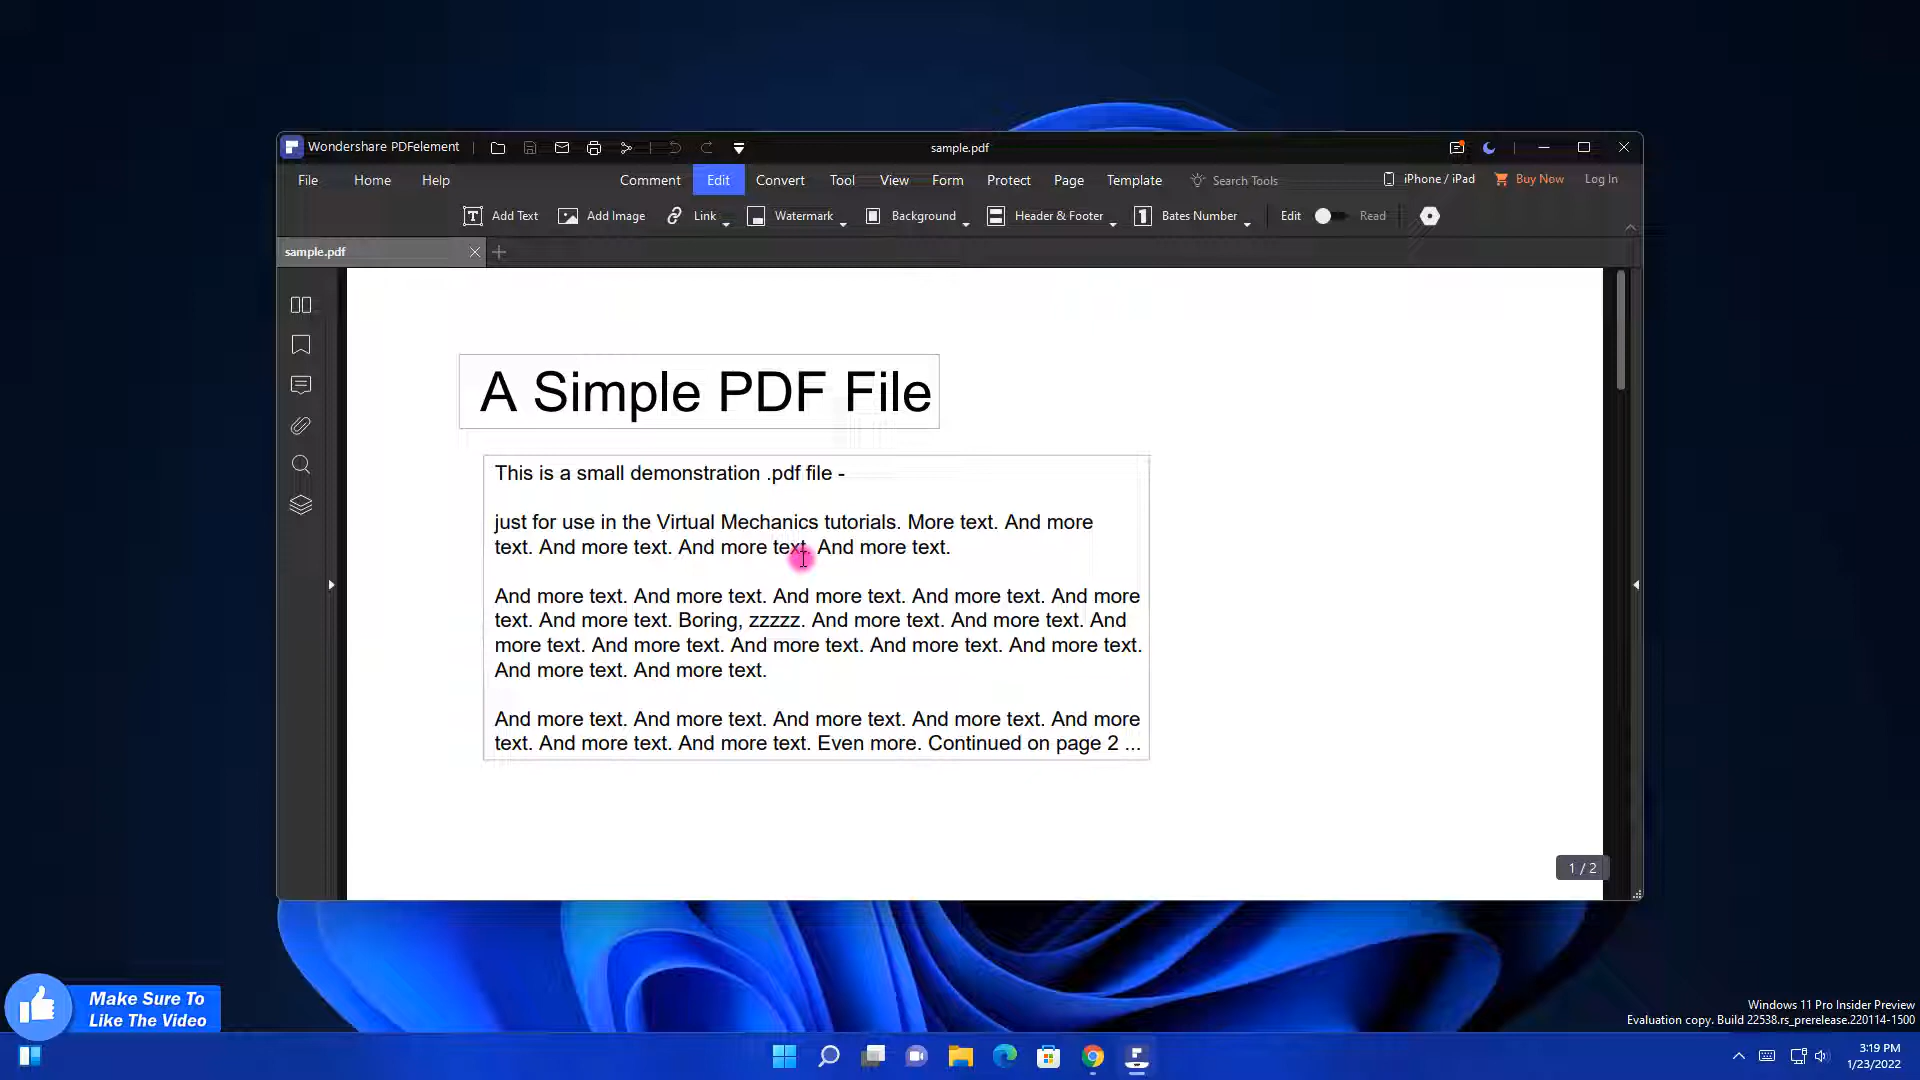 Wondershare PDFelement
sample.pdf
File Home Help Comment Edit Convert Tool View Form Protect Page Template Search Tools iPhone / iPad Buy Now Log In
Add Text Add Image Link Watermark Background Header & Footer Bates Number Edit Read
sample.pdf
A Simple PDF File
This is a small demonstration .pdf file -
just for use in the Virtual Mechanics tutorials. More text. And more
text. And more text. And more text. And more text.
And more text. And more text. And more text. And more text. And more
text. And more text. Boring, zzzzz. And more text. And more text. And
more text. And more text. And more text. And more text. And more text.
And more text. And more text.
And more text. And more text. And more text. And more text. And more
text. And more text. And more text. Even more. Continued on page 2 ...
1 / 2
Make Sure To
Like The Video
Windows 11 Pro Insider Preview
Evaluation copy. Build 22538.rs_prerelease.220114-1500
3:19 PM
1/23/2022